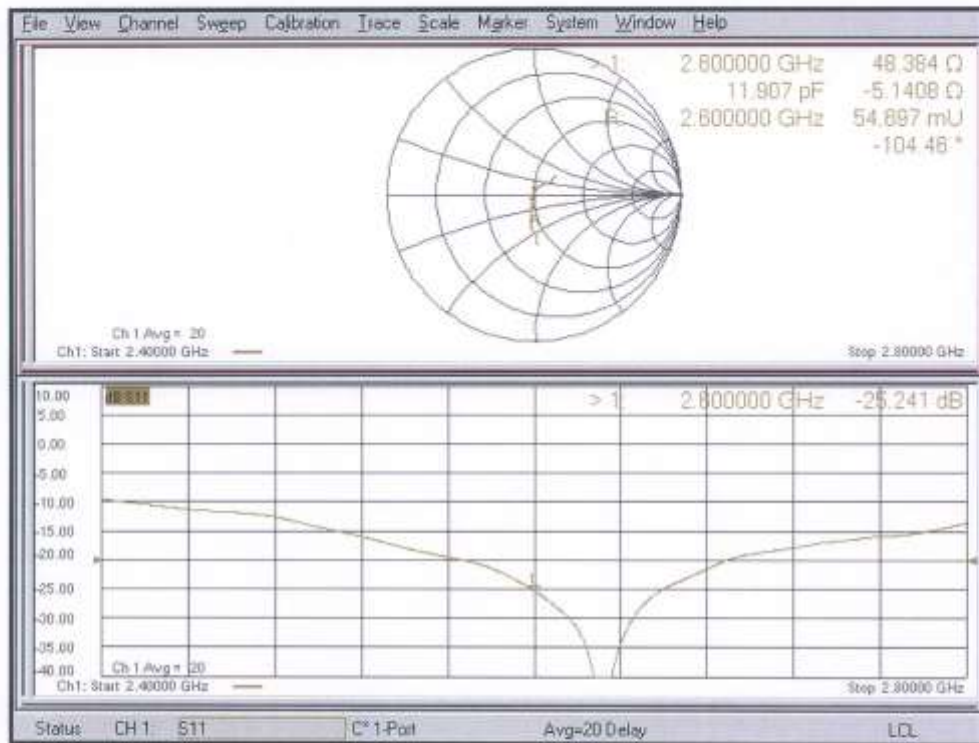 File View Channel Sweep Calibration Trace Scale Marker System Window Help
> 1: 2.600000 GHz 48.384 Ω
11.907 pF -5.1408 Ω
2.600000 GHz 54.897 mU
-104.46 °
Ch 1 Avg = 20
Ch1: Start 2.40000 GHz
Stop 2.80000 GHz
10.00
dB S11
> 1: 2.600000 GHz -25.241 dB
5.00
0.00
-5.00
-10.00
-15.00
-20.00
-25.00
-30.00
-35.00
-40.00
Ch 1 Avg = 20
Ch1: Start 2.40000 GHz
Stop 2.80000 GHz
Status CH 1: S11 C* 1-Port Avg=20 Delay LCL